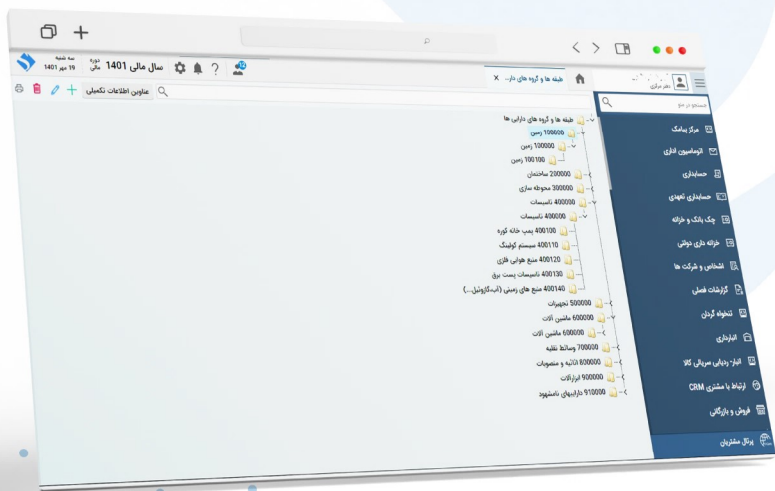 سه شنبه
19 مهر 1401
دوره مالی
سال مالی 1401
?
14
طبقه ها و گروه های دار... ×
دفتر مرکزی
عناوین اطلاعات تکمیلی
جستجو در منو
مرکز پیامک
اتوماسیون اداری
حسابداری
حسابداری تعهدی
چک بانک و خزانه
خزانه داری دولتی
اشخاص و شرکت ها
گزارشات فصلی
تنخواه گردان
انبارداری
انبار- ردیابی سریالی کالا
ارتباط با مشتری CRM
فروش و بازرگانی
پرتال مشتریان
طبقه ها و گروه های دارایی ها
100000 زمین
100000 زمین
100100 زمین
200000 ساختمان
300000 محوطه سازی
400000 تاسیسات
400000 تاسیسات
400100 پمپ خانه کوره
400110 سیستم کولینگ
400120 منبع هوایی فلزی
400130 تاسیسات پست برق
400140 منبع های زمینی (آب،گازوئیل,...)
500000 تجهیزات
600000 ماشین آلات
600000 ماشین آلات
700000 وسائط نقلیه
800000 اثاثیه و منصوبات
900000 ابزارآلات
910000 داراییهای نامشهود